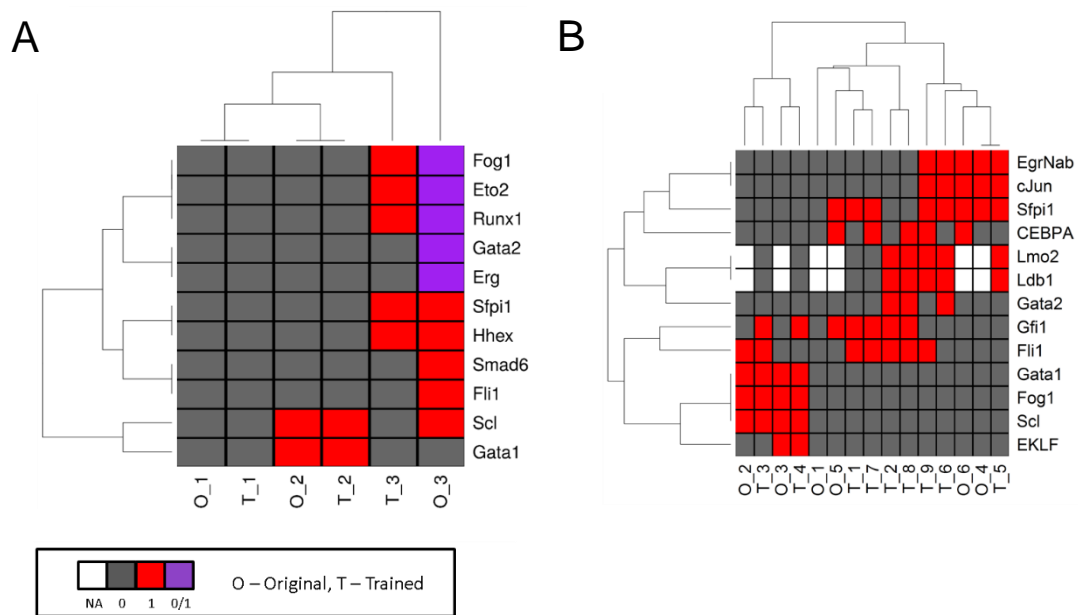 A
Fog1
Eto2
Runx1
Gata2
Erg
Sfpi1
Hhex
Smad6
Fli1
Scl
Gata1
O_1 T_1 O_2 T_2 T_3 O_3
B
EgrNab
cJun
Sfpi1
CEBPA
Lmo2
Ldb1
Gata2
Gfi1
Fli1
Gata1
Fog1
Scl
EKLF
O_2 T_3 O_3 T_4 O_1 O_5 T_1 T_7 T_2 T_8 T_9 T_6 O_6 O_4 T_5
NA 0 1 0/1
O – Original, T – Trained